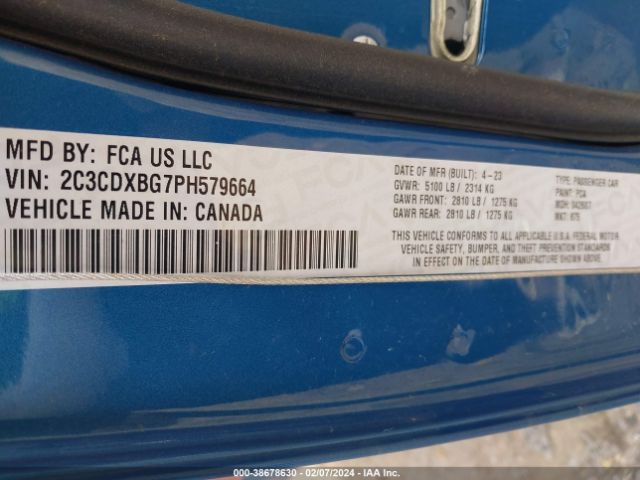 MFD BY: FCA US LLC
VIN: 2C3CDXBG7PH579664
VEHICLE MADE IN: CANADA
DATE OF MFR (BUILT): 4-23
GVWR: 5100 LB / 2314 KG
GAWR FRONT: 2810 LB / 1275 KG
GAWR REAR: 2810 LB / 1275 KG
TYPE: PASSENGER CAR
PAINT: PQA
MDH:
THIS VEHICLE CONFORMS TO ALL APPLICABLE U.S.A. FEDERAL MOTOR
VEHICLE SAFETY, BUMPER, AND THEFT PREVENTION STANDARDS
IN EFFECT ON THE DATE OF MANUFACTURE SHOWN ABOVE.
000-38678630 - 02/07/2024 - IAA Inc.